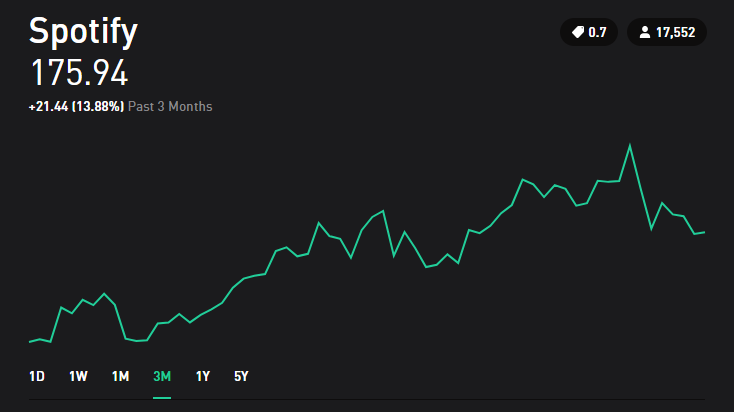 Spotify
0.7
17,552
175.94
+21.44 (13.88%) Past 3 Months
1D 1W 1M 3M 1Y 5Y